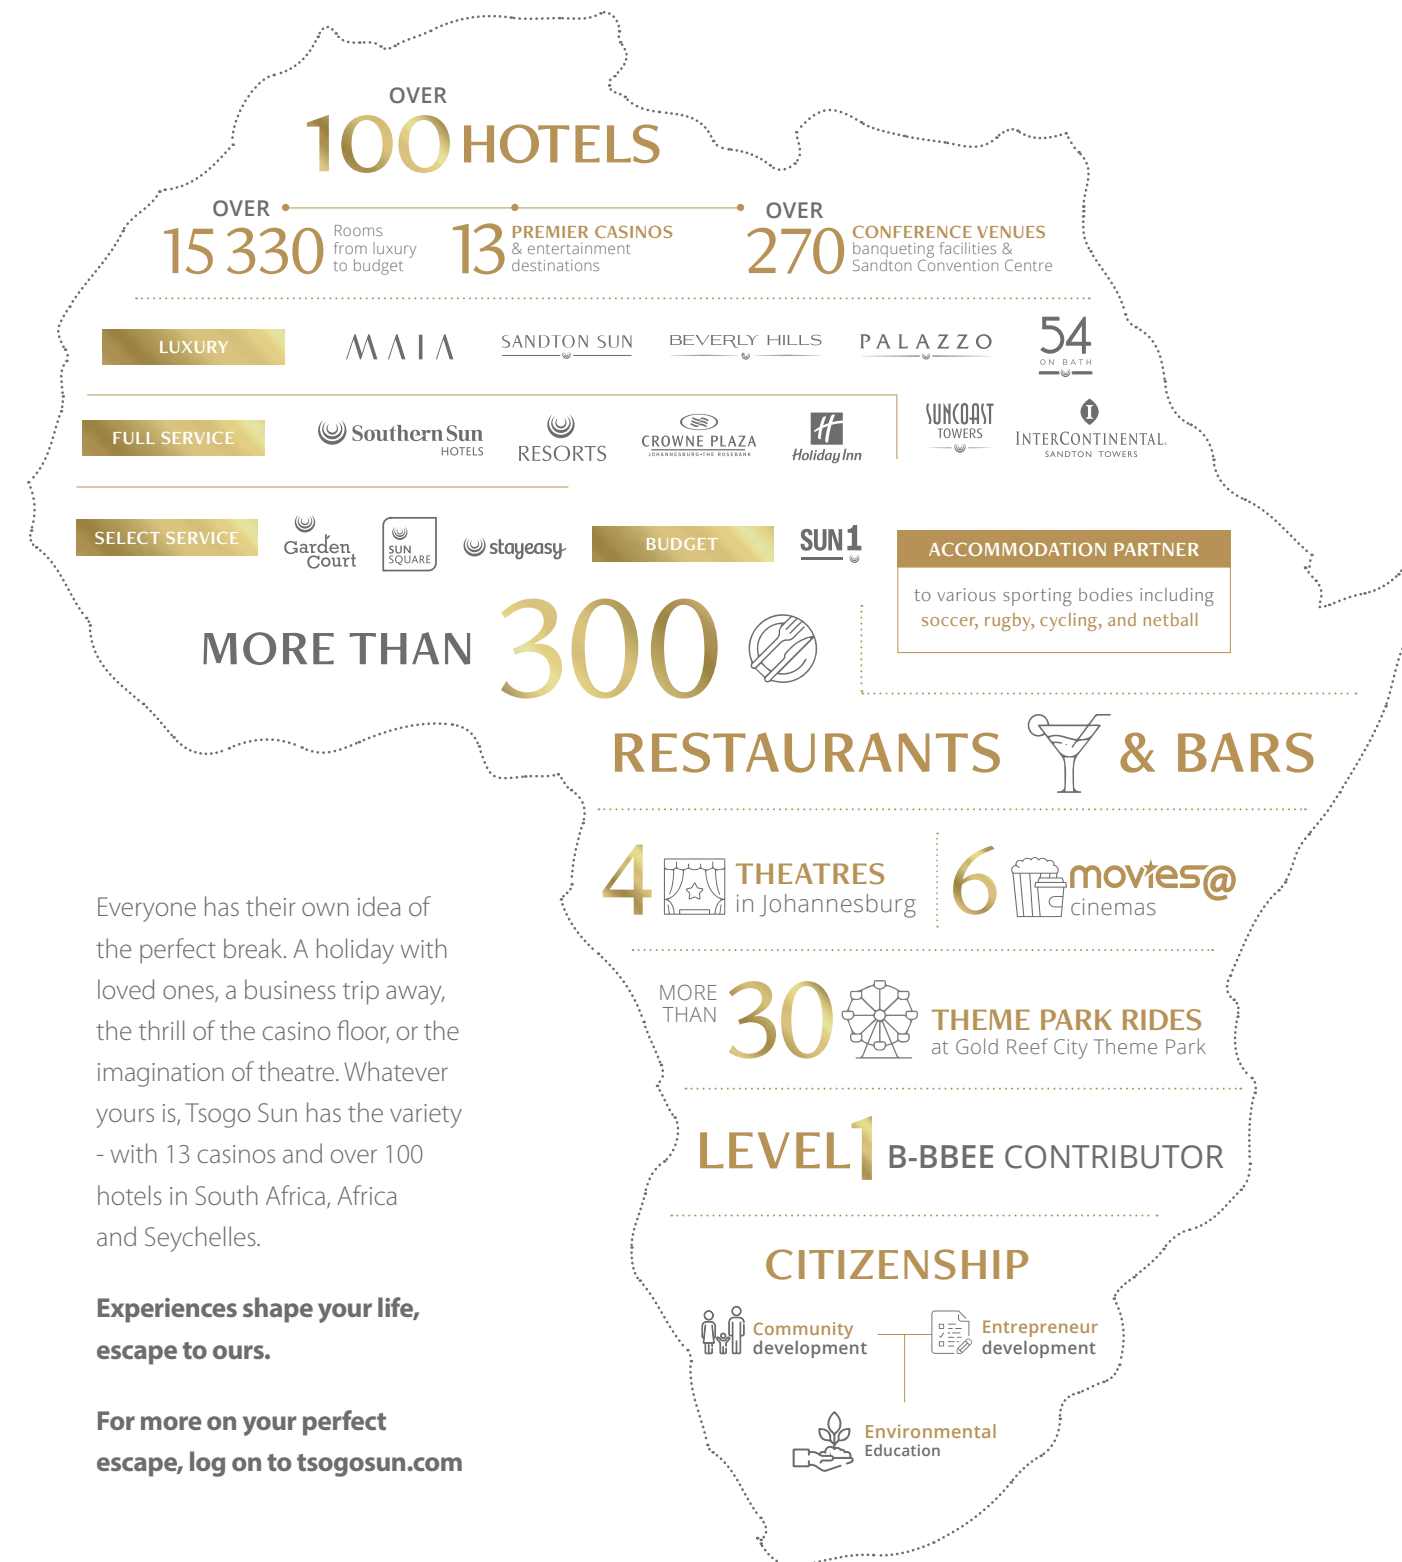 OVER
100 HOTELS
OVER
15 330
Rooms
from luxury
to budget
13
PREMIER CASINOS
& entertainment
destinations
OVER
270
CONFERENCE VENUES
banqueting facilities &
Sandton Convention Centre
LUXURY
MAIA
SANDTON SUN
BEVERLY HILLS
PALAZZO
54
ON BATH
FULL SERVICE
Southern Sun
HOTELS
RESORTS
CROWNE PLAZA
JOHANNESBURG-THE ROSEBANK
H
Holiday Inn
SUNCOAST
TOWERS
I
INTERCONTINENTAL.
SANDTON TOWERS
SELECT SERVICE
Garden
Court
SUN
SQUARE
stayeasy
BUDGET
SUN1
ACCOMMODATION PARTNER
to various sporting bodies including
soccer, rugby, cycling, and netball
MORE THAN 300
RESTAURANTS & BARS
4
THEATRES
in Johannesburg
6
movies@
cinemas
MORE
THAN
30
THEME PARK RIDES
at Gold Reef City Theme Park
LEVEL 1 B-BBEE CONTRIBUTOR
CITIZENSHIP
Community
development
Entrepreneur
development
Environmental
Education
Everyone has their own idea of
the perfect break. A holiday with
loved ones, a business trip away,
the thrill of the casino floor, or the
imagination of theatre. Whatever
yours is, Tsogo Sun has the variety
- with 13 casinos and over 100
hotels in South Africa, Africa
and Seychelles.
Experiences shape your life,
escape to ours.
For more on your perfect
escape, log on to tsogosun.com